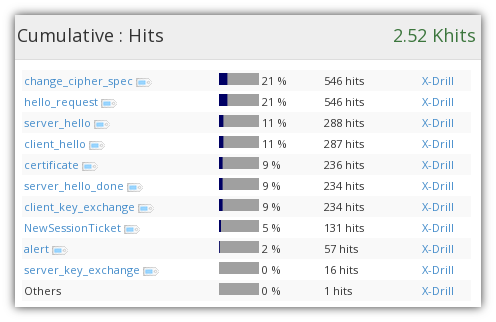 Cumulative : Hits 2.52 Khits
change_cipher_spec 21 % 546 hits X-Drill
hello_request 21 % 546 hits X-Drill
server_hello 11 % 288 hits X-Drill
client_hello 11 % 287 hits X-Drill
certificate 9 % 236 hits X-Drill
server_hello_done 9 % 234 hits X-Drill
client_key_exchange 9 % 234 hits X-Drill
NewSessionTicket 5 % 131 hits X-Drill
alert 2 % 57 hits X-Drill
server_key_exchange 0 % 16 hits X-Drill
Others 0 % 1 hits X-Drill